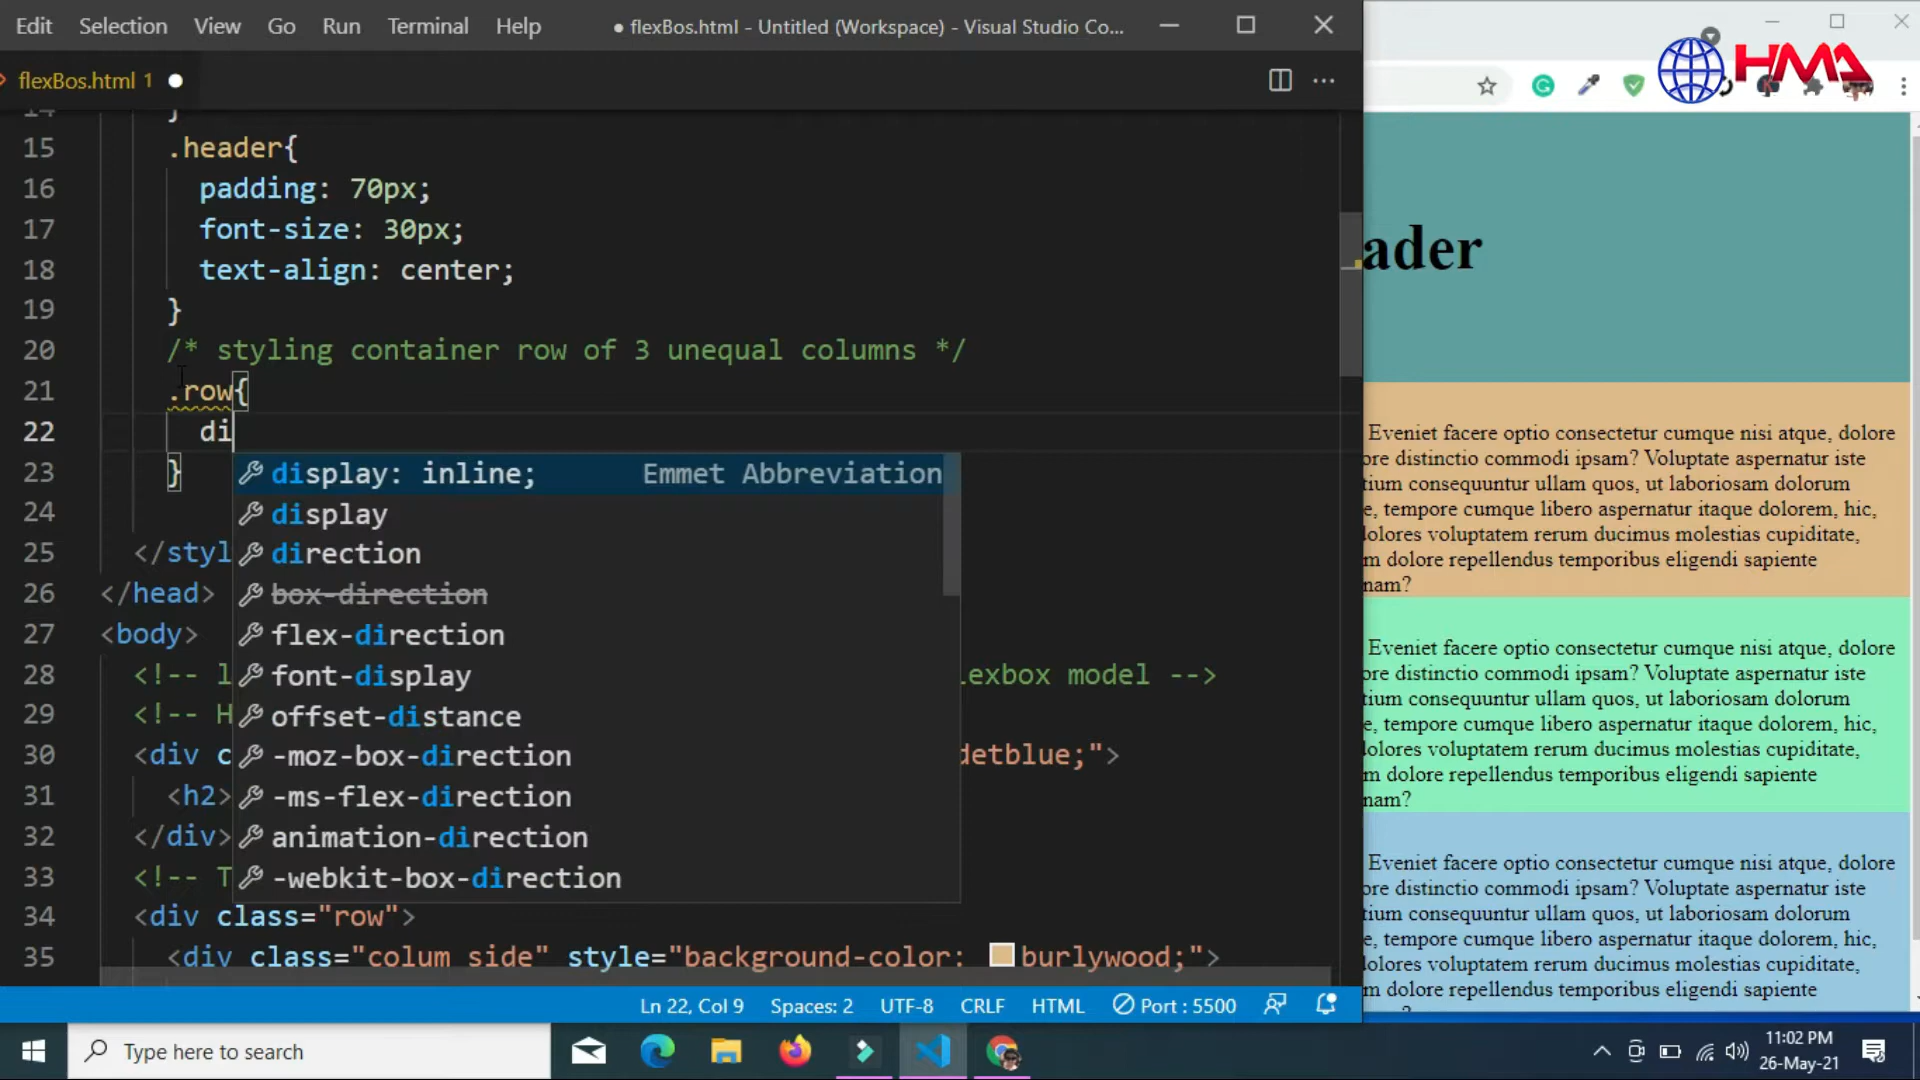 Edit Selection View Go Run Terminal Help ● flexBos.html - Untitled (Workspace) - Visual Studio Co...
flexBos.html 1
HMA
15 .header{
16 padding: 70px;
17 font-size: 30px;
18 text-align: center;
19 }
20 /* styling container row of 3 unequal columns */
21 .row{
22 di
23 }
24
25 </styl
26 </head>
27 <body>
28 <!-- l lexbox model -->
29 <!-- H
30 <div c detblue;">
31 <h2>
32 </div>
33 <!-- T
34 <div class="row">
35 <div class="colum side" style="background-color: burlywood;">
display: inline; Emmet Abbreviation
display
direction
box-direction
flex-direction
font-display
offset-distance
-moz-box-direction
-ms-flex-direction
animation-direction
-webkit-box-direction
ader
Eveniet facere optio consectetur cumque nisi atque, dolore
ore distinctio commodi ipsam? Voluptate aspernatur iste
tium consequuntur ullam quos, ut laboriosam dolorum
e, tempore cumque libero aspernatur itaque dolorem, hic,
dolores voluptatem rerum ducimus molestias cupiditate,
m dolore repellendus temporibus eligendi sapiente
nam?
Eveniet facere optio consectetur cumque nisi atque, dolore
ore distinctio commodi ipsam? Voluptate aspernatur iste
tium consequuntur ullam quos, ut laboriosam dolorum
e, tempore cumque libero aspernatur itaque dolorem, hic,
dolores voluptatem rerum ducimus molestias cupiditate,
m dolore repellendus temporibus eligendi sapiente
nam?
Eveniet facere optio consectetur cumque nisi atque, dolore
ore distinctio commodi ipsam? Voluptate aspernatur iste
tium consequuntur ullam quos, ut laboriosam dolorum
e, tempore cumque libero aspernatur itaque dolorem, hic,
dolores voluptatem rerum ducimus molestias cupiditate,
m dolore repellendus temporibus eligendi sapiente
Ln 22, Col 9 Spaces: 2 UTF-8 CRLF HTML Port : 5500
Type here to search
11:02 PM
26-May-21